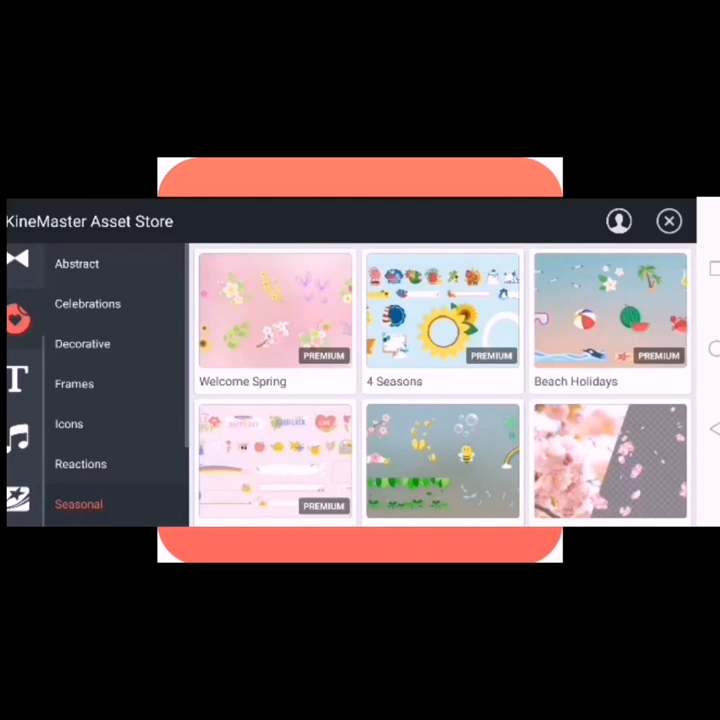 KineMaster Asset Store
Abstract
Celebrations
Decorative
Frames
Icons
Reactions
Seasonal
PREMIUM
PREMIUM
PREMIUM
Welcome Spring
4 Seasons
Beach Holidays
PREMIUM